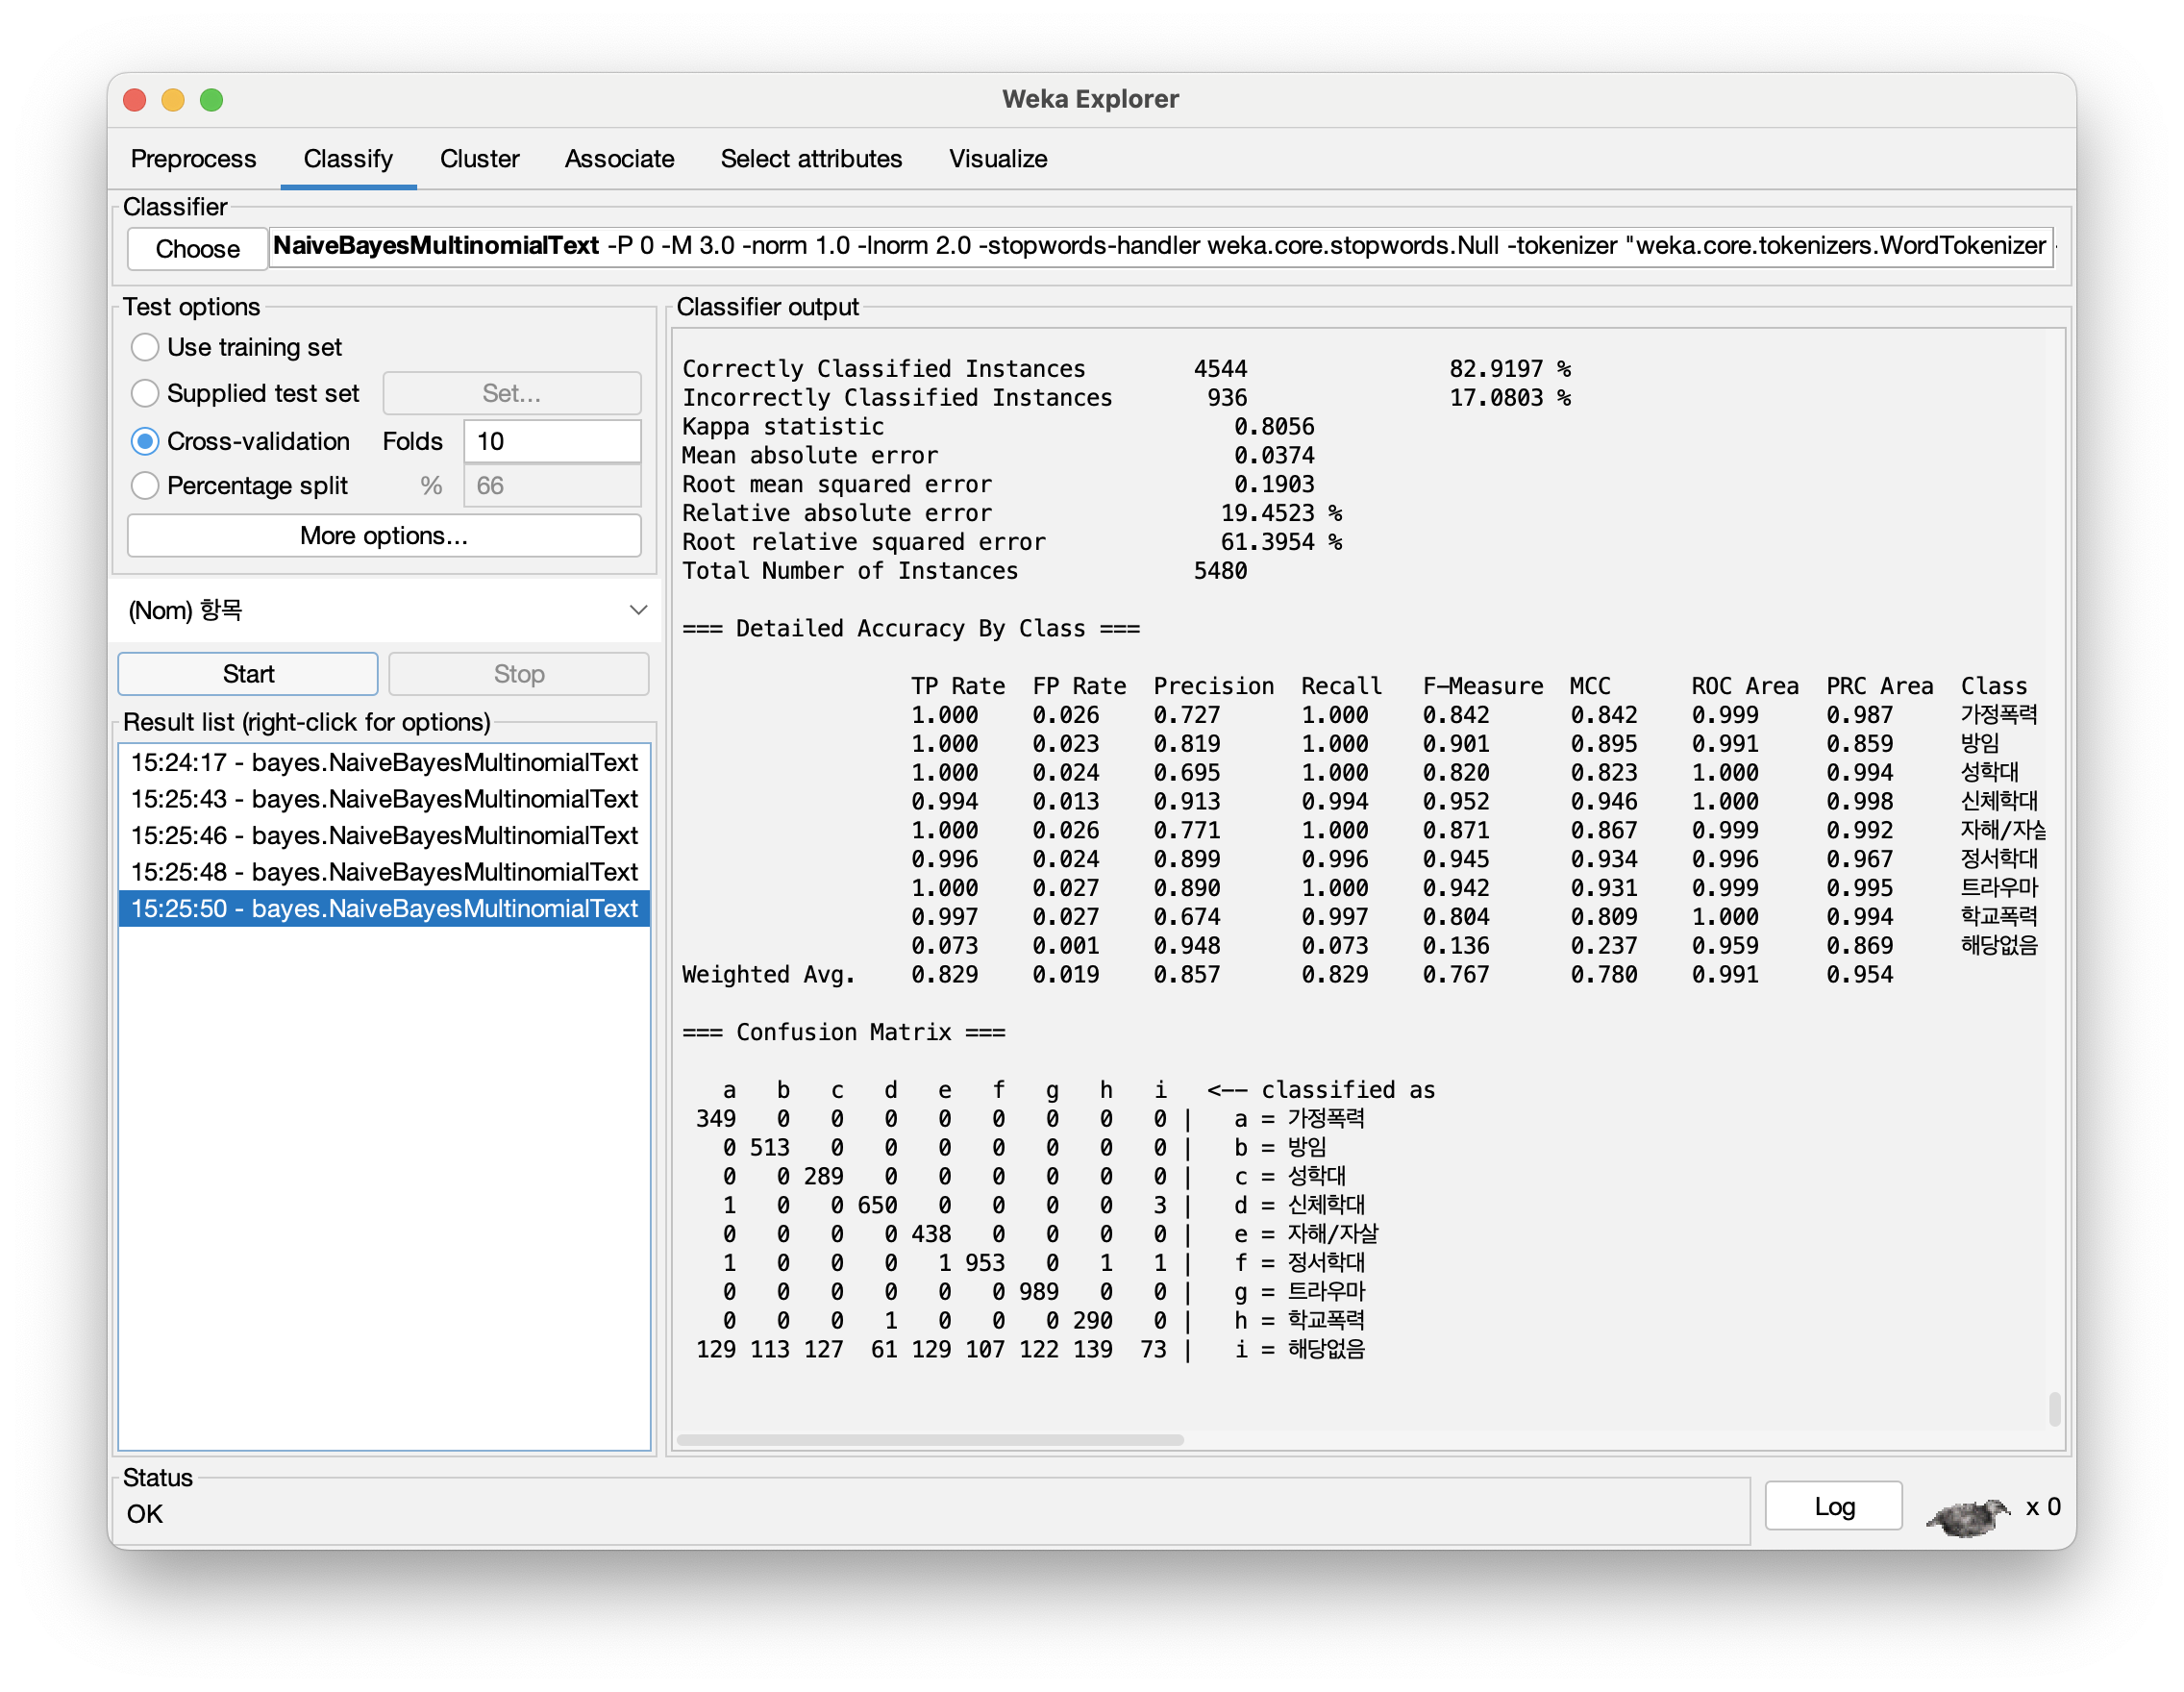 Weka Explorer
Preprocess Classify Cluster Associate Select attributes Visualize
Classifier
Choose NaiveBayesMultinomialText -P 0 -M 3.0 -norm 1.0 -lnorm 2.0 -stopwords-handler weka.core.stopwords.Null -tokenizer "weka.core.tokenizers.WordTokenizer -
Test options
Use training set
Supplied test set Set...
Cross-validation Folds 10
Percentage split % 66
More options...
(Nom) 항목
Start Stop
Result list (right-click for options)
15:24:17 - bayes.NaiveBayesMultinomialText
15:25:43 - bayes.NaiveBayesMultinomialText
15:25:46 - bayes.NaiveBayesMultinomialText
15:25:48 - bayes.NaiveBayesMultinomialText
15:25:50 - bayes.NaiveBayesMultinomialText
Classifier output
Correctly Classified Instances 4544 82.9197 %
Incorrectly Classified Instances 936 17.0803 %
Kappa statistic 0.8056
Mean absolute error 0.0374
Root mean squared error 0.1903
Relative absolute error 19.4523 %
Root relative squared error 61.3954 %
Total Number of Instances 5480
=== Detailed Accuracy By Class ===
TP Rate FP Rate Precision Recall F-Measure MCC ROC Area PRC Area Class
1.000 0.026 0.727 1.000 0.842 0.842 0.999 0.987 가정폭력
1.000 0.023 0.819 1.000 0.901 0.895 0.991 0.859 방임
1.000 0.024 0.695 1.000 0.820 0.823 1.000 0.994 성학대
0.994 0.013 0.913 0.994 0.952 0.946 1.000 0.998 신체학대
1.000 0.026 0.771 1.000 0.871 0.867 0.999 0.992 자해/자살
0.996 0.024 0.899 0.996 0.945 0.934 0.996 0.967 정서학대
1.000 0.027 0.890 1.000 0.942 0.931 0.999 0.995 트라우마
0.997 0.027 0.674 0.997 0.804 0.809 1.000 0.994 학교폭력
0.073 0.001 0.948 0.073 0.136 0.237 0.959 0.869 해당없음
Weighted Avg. 0.829 0.019 0.857 0.829 0.767 0.780 0.991 0.954
=== Confusion Matrix ===
a b c d e f g h i <-- classified as
349 0 0 0 0 0 0 0 0 | a = 가정폭력
0 513 0 0 0 0 0 0 0 | b = 방임
0 0 289 0 0 0 0 0 0 | c = 성학대
1 0 0 650 0 0 0 0 3 | d = 신체학대
0 0 0 0 438 0 0 0 0 | e = 자해/자살
1 0 0 0 1 953 0 1 1 | f = 정서학대
0 0 0 0 0 0 989 0 0 | g = 트라우마
0 0 0 1 0 0 0 290 0 | h = 학교폭력
129 113 127 61 129 107 122 139 73 | i = 해당없음
Status
OK
Log x 0